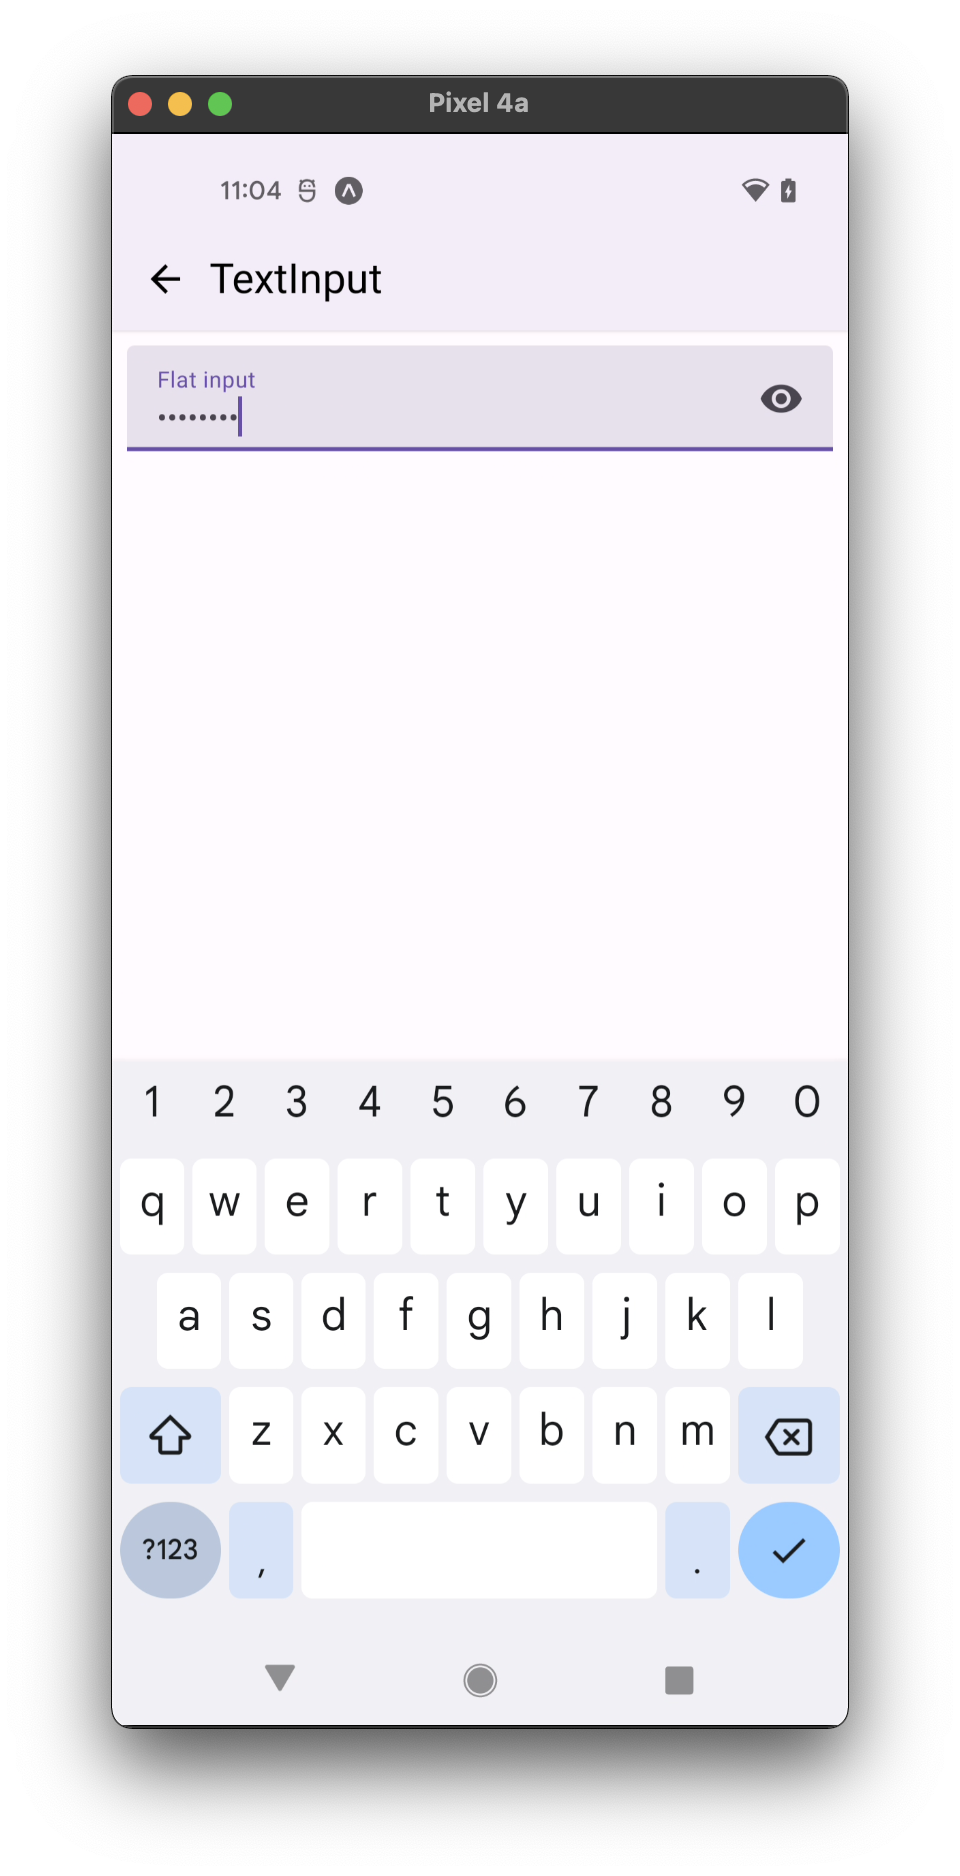 Pixel 4a
11:04
TextInput
Flat input
••••••••
1 2 3 4 5 6 7 8 9 0
q w e r t y u i o p
a s d f g h j k l
z x c v b n m
?123 , .